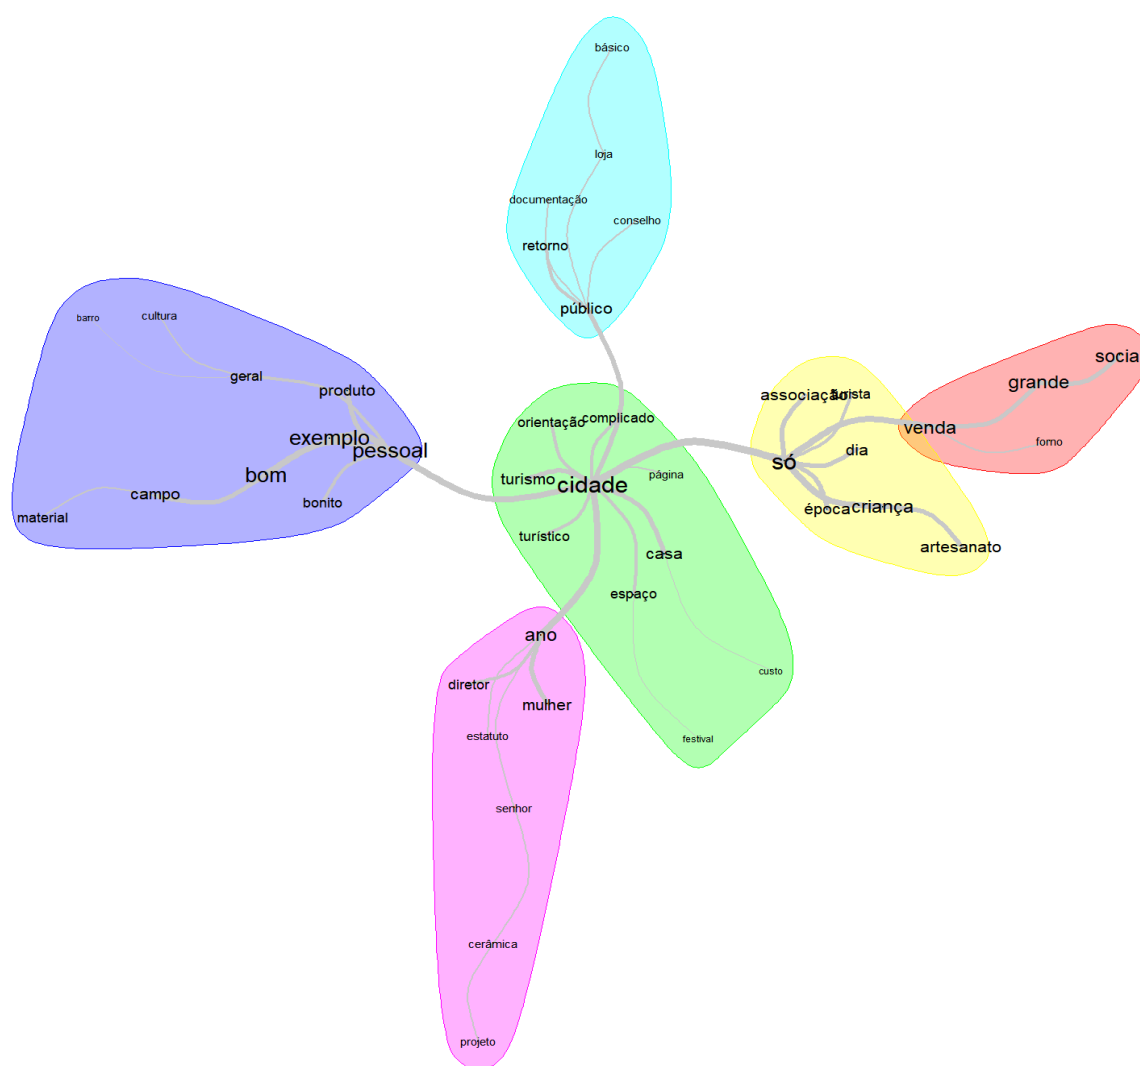 básico
loja
documentação
conselho
retorno
público
barro
cultura
geral
produto
exemplo
pessoal
bom
campo
bonito
material
orientação
complicado
turismo
cidade
página
turístico
casa
espaço
custo
festival
associação
turista
só
dia
época
criança
artesanato
venda
grande
socia
forno
ano
diretor
mulher
estatuto
senhor
cerâmica
projeto